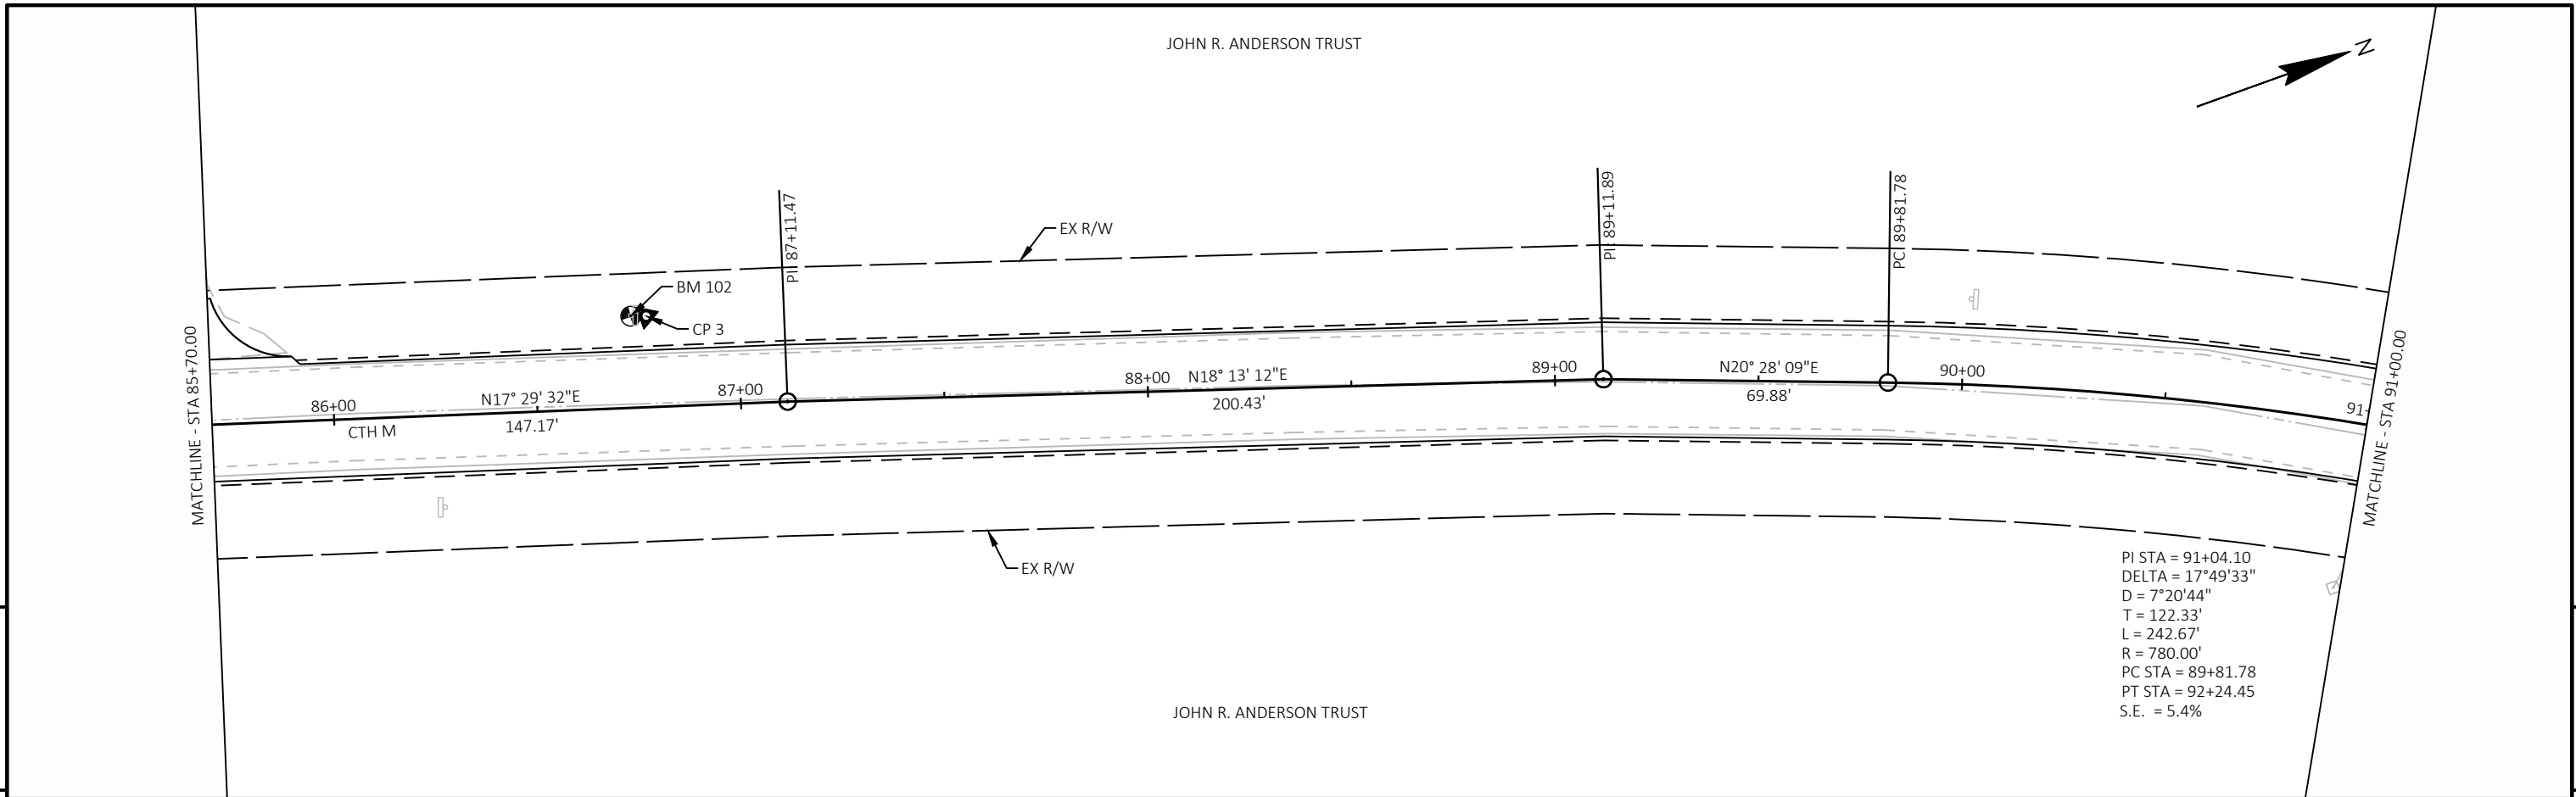 JOHN R. ANDERSON TRUST
N
PI 87+11.47
PI: 89+11.89
PC 89+81.78
EX R/W
BM 102
CP 3
MATCHLINE - STA 85+70.00
MATCHLINE - STA 91+00.00
86+00
N17° 29' 32"E
87+00
88+00
N18° 13' 12"E
89+00
N20° 28' 09"E
90+00
91+
CTH M
147.17'
200.43'
69.88'
EX R/W
PI STA = 91+04.10
DELTA = 17°49'33"
D = 7°20'44"
T = 122.33'
L = 242.67'
R = 780.00'
PC STA = 89+81.78
PT STA = 92+24.45
S.E. = 5.4%
JOHN R. ANDERSON TRUST